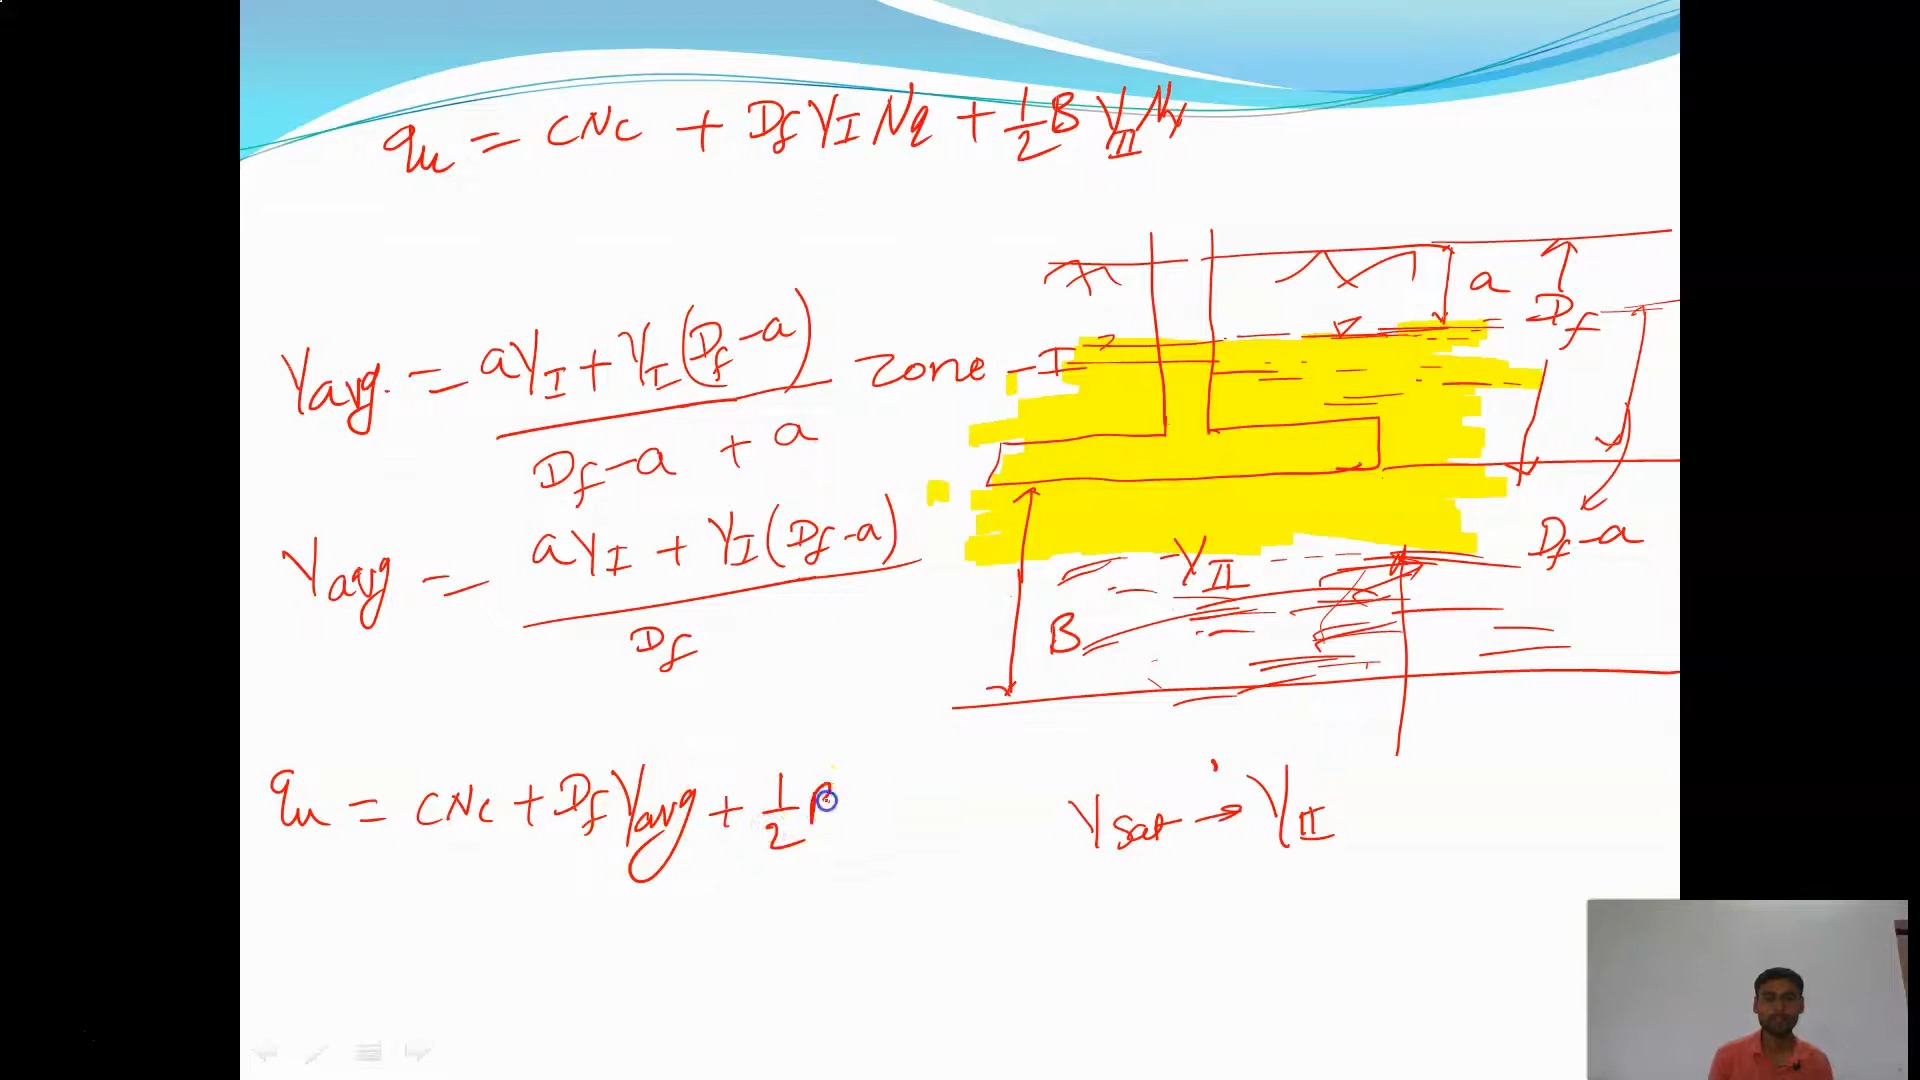 qu = CNc + Df γI Nq + 1/2 B γII Nγ
γavg. = aγI + γI (Df - a) / Df - a + a
zone - I
γavg = aγI + γI (Df - a) / Df
a
Df
Df - a
γII
B
qu = CNc + Df γavg + 1/2
γsat → γII